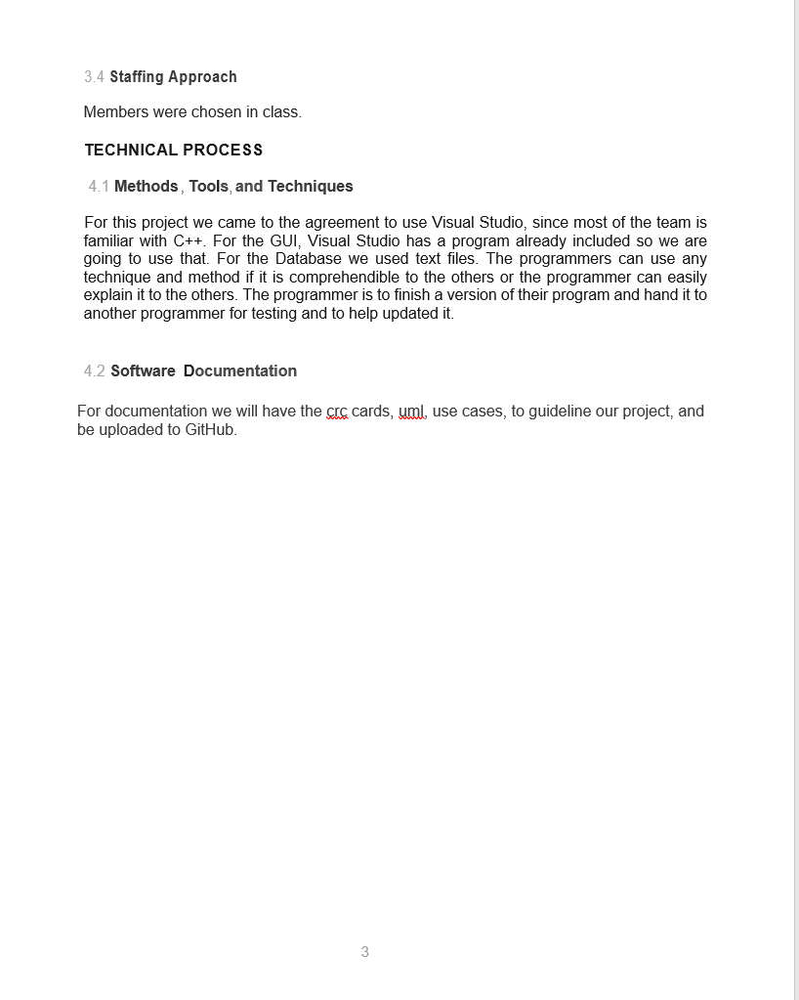 3.4 Staffing Approach
Members were chosen in class.
TECHNICAL PROCESS
4.1 Methods, Tools, and Techniques
For this project we came to the agreement to use Visual Studio, since most of the team is
familiar with C++. For the GUI, Visual Studio has a program already included so we are
going to use that. For the Database we used text files. The programmers can use any
technique and method if it is comprehendible to the others or the programmer can easily
explain it to the others. The programmer is to finish a version of their program and hand it to
another programmer for testing and to help updated it.
4.2 Software Documentation
For documentation we will have the crc cards, uml, use cases, to guideline our project, and
be uploaded to GitHub.
3